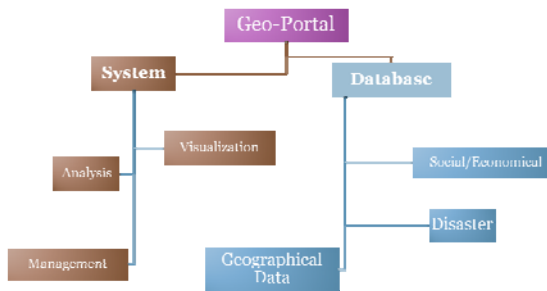 Geo-Portal
System
Database
Visualization
Social/Economical
Analysis
Disaster
Geographical
Data
Management